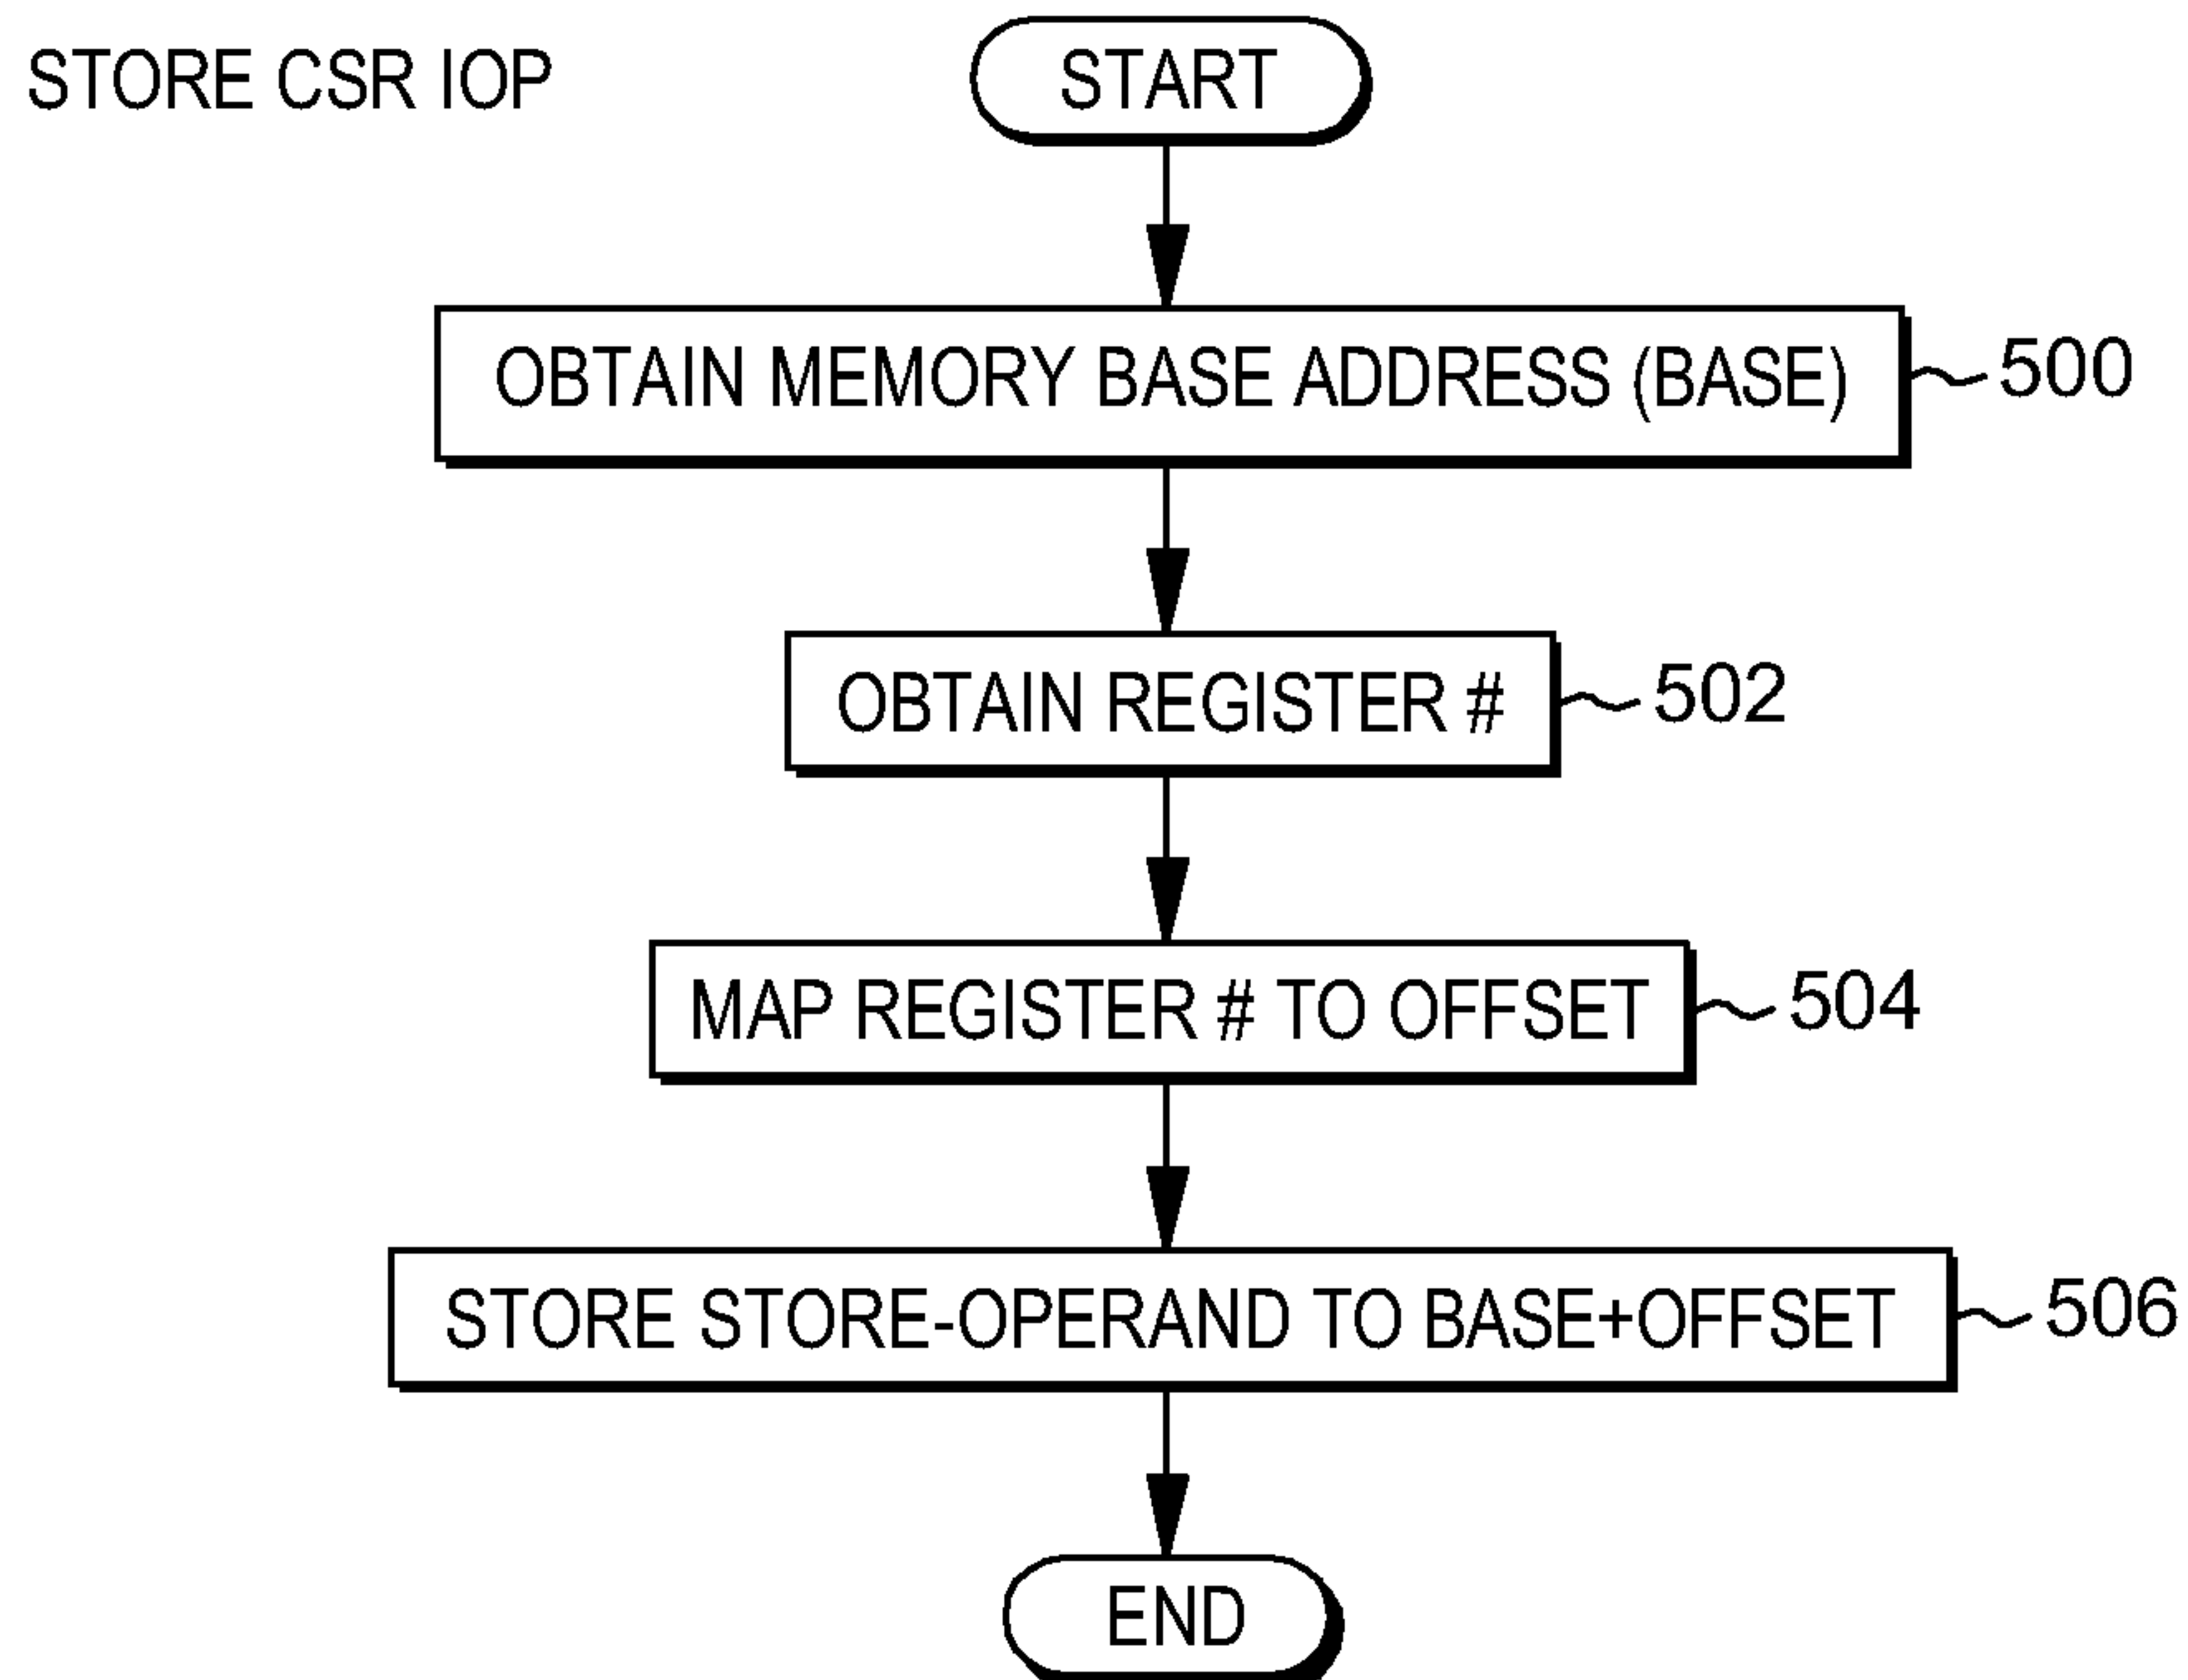 STORE CSR IOP
START
OBTAIN MEMORY BASE ADDRESS (BASE)
500
OBTAIN REGISTER #
502
MAP REGISTER # TO OFFSET
504
STORE STORE-OPERAND TO BASE+OFFSET
506
END